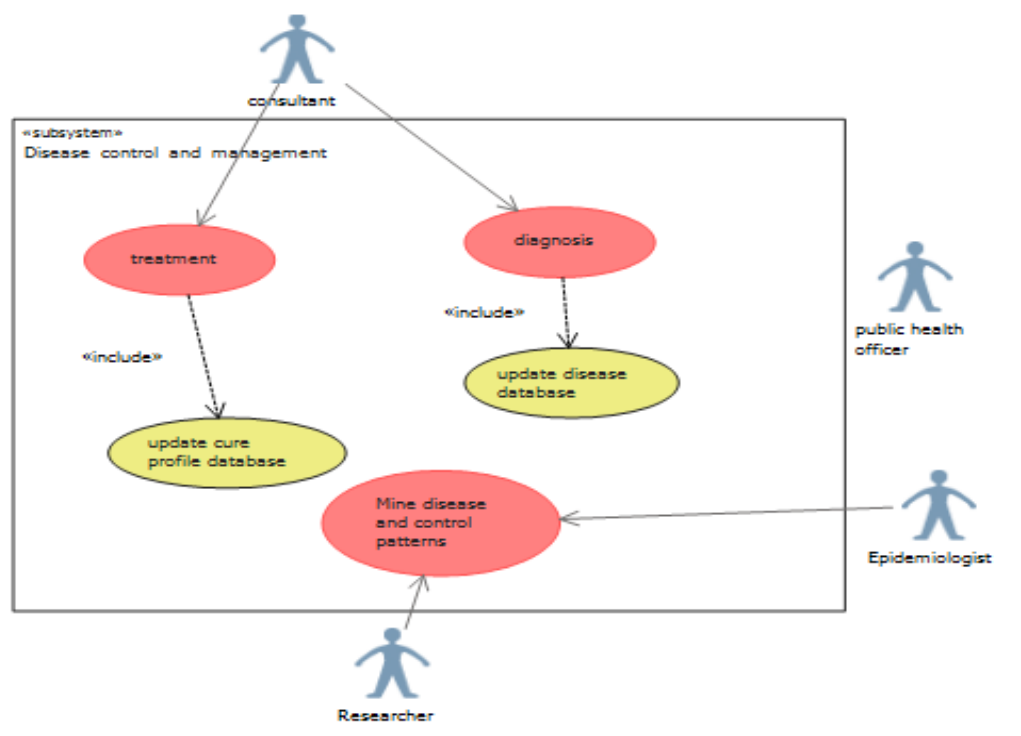 consultant
«subsystem»
Disease control and management
treatment
diagnosis
«include»
public health
officer
«include»
update disease
database
update cure
profile database
Mine disease
and control
patterns
Epidemiologist
Researcher